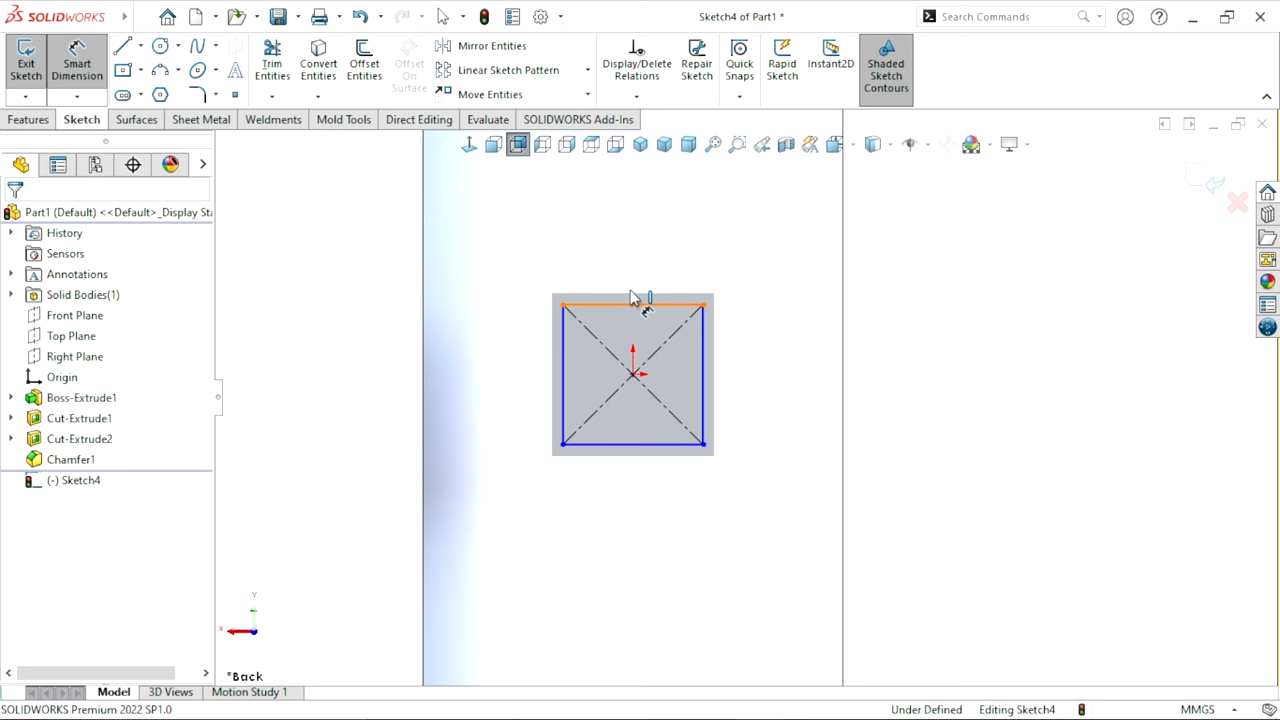 SOLIDWORKS
Sketch4 of Part1 *
Search Commands
Exit Sketch
Smart Dimension
Trim Entities
Convert Entities
Offset Entities
Offset On Surface
Mirror Entities
Linear Sketch Pattern
Move Entities
Display/Delete Relations
Repair Sketch
Quick Snaps
Rapid Sketch
Instant2D
Shaded Sketch Contours
Features Sketch Surfaces Sheet Metal Weldments Mold Tools Direct Editing Evaluate SOLIDWORKS Add-Ins
Part1 (Default) <<Default>_Display Sta
History
Sensors
Annotations
Solid Bodies(1)
Front Plane
Top Plane
Right Plane
Origin
Boss-Extrude1
Cut-Extrude1
Cut-Extrude2
Chamfer1
(-) Sketch4
Y
X
*Back
Model 3D Views Motion Study 1
SOLIDWORKS Premium 2022 SP1.0 Under Defined Editing Sketch4 MMGS